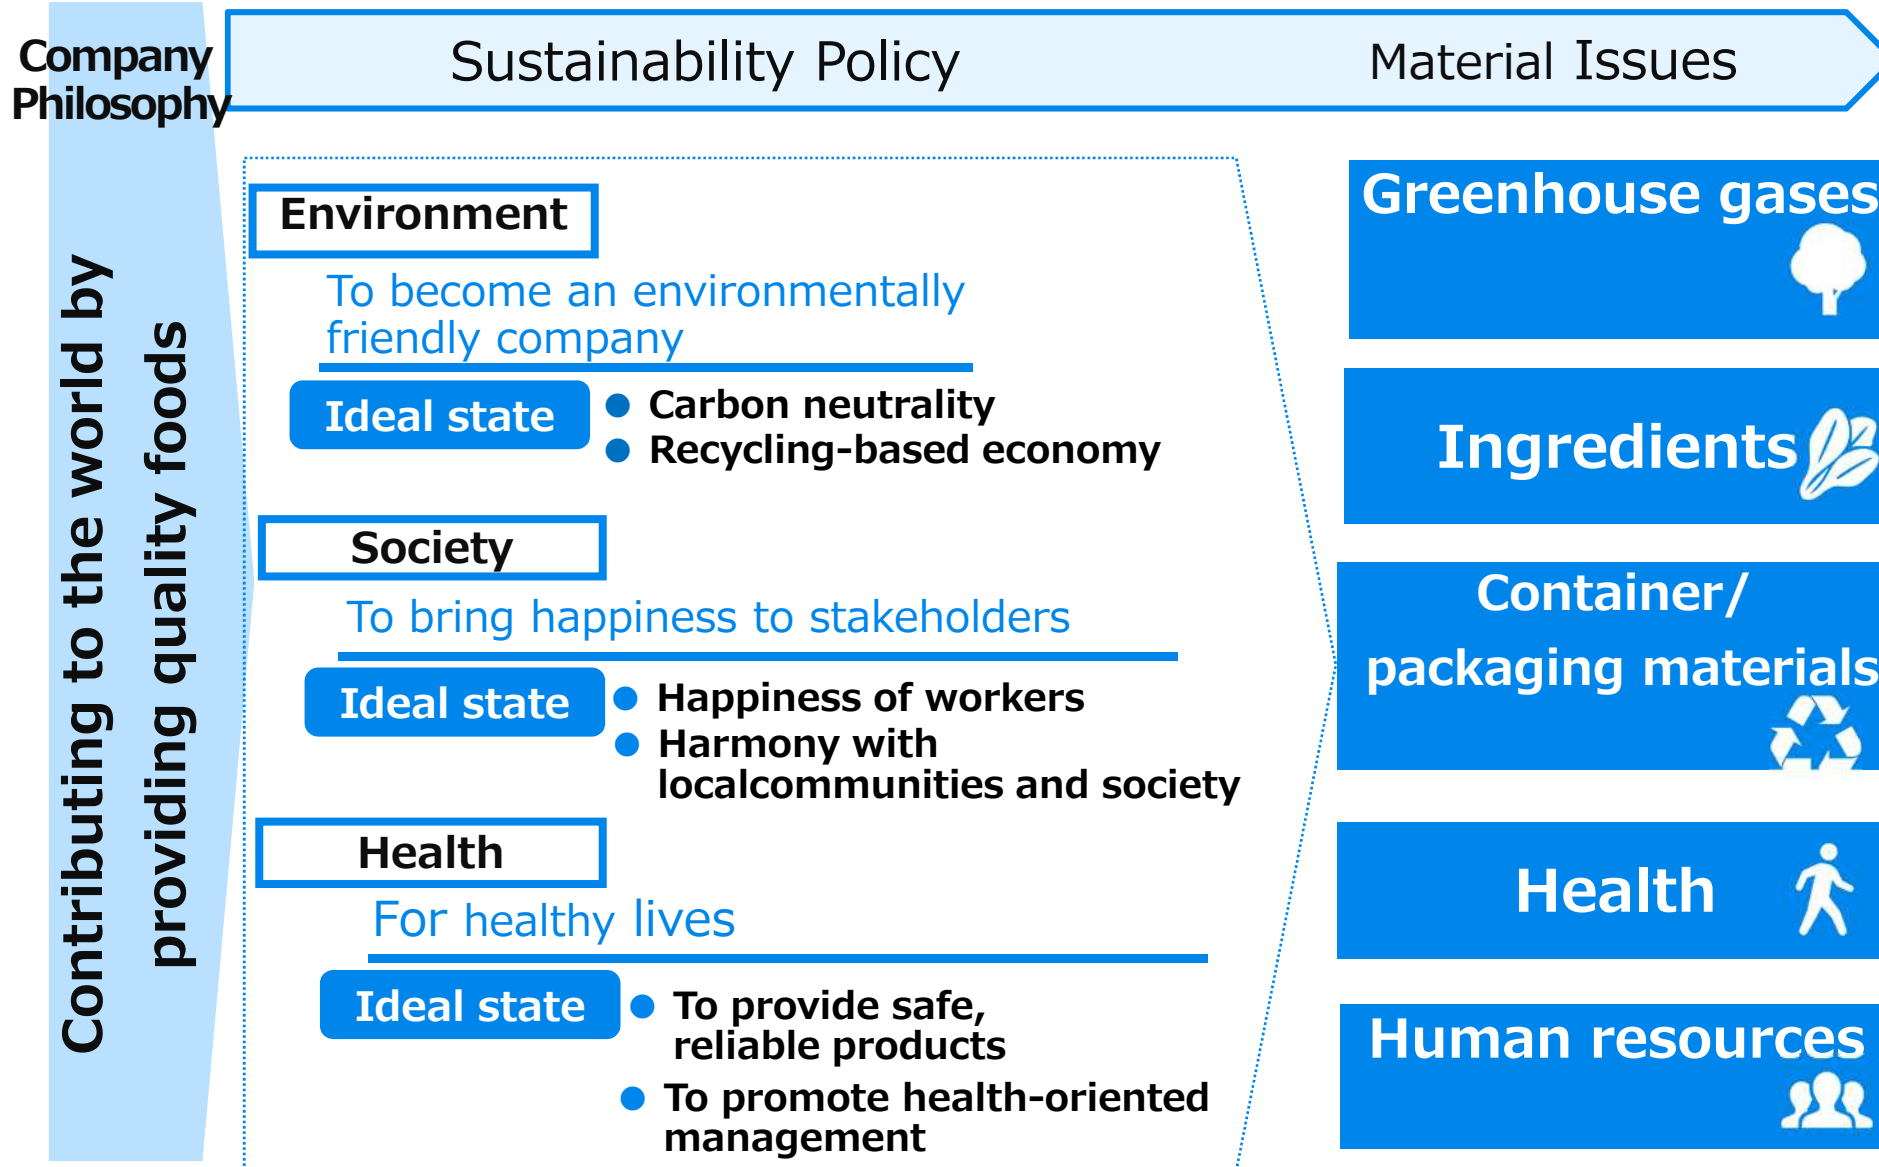 Company
Philosophy
Sustainability Policy
Material Issues
Contributing to the world by
providing quality foods
Environment
To become an environmentally
friendly company
Ideal state
● Carbon neutrality
● Recycling-based economy
Society
To bring happiness to stakeholders
Ideal state
● Happiness of workers
● Harmony with
localcommunities and society
Health
For healthy lives
Ideal state
● To provide safe,
reliable products
● To promote health-oriented
management
Greenhouse gases
Ingredients
Container/
packaging materials
Health
Human resources